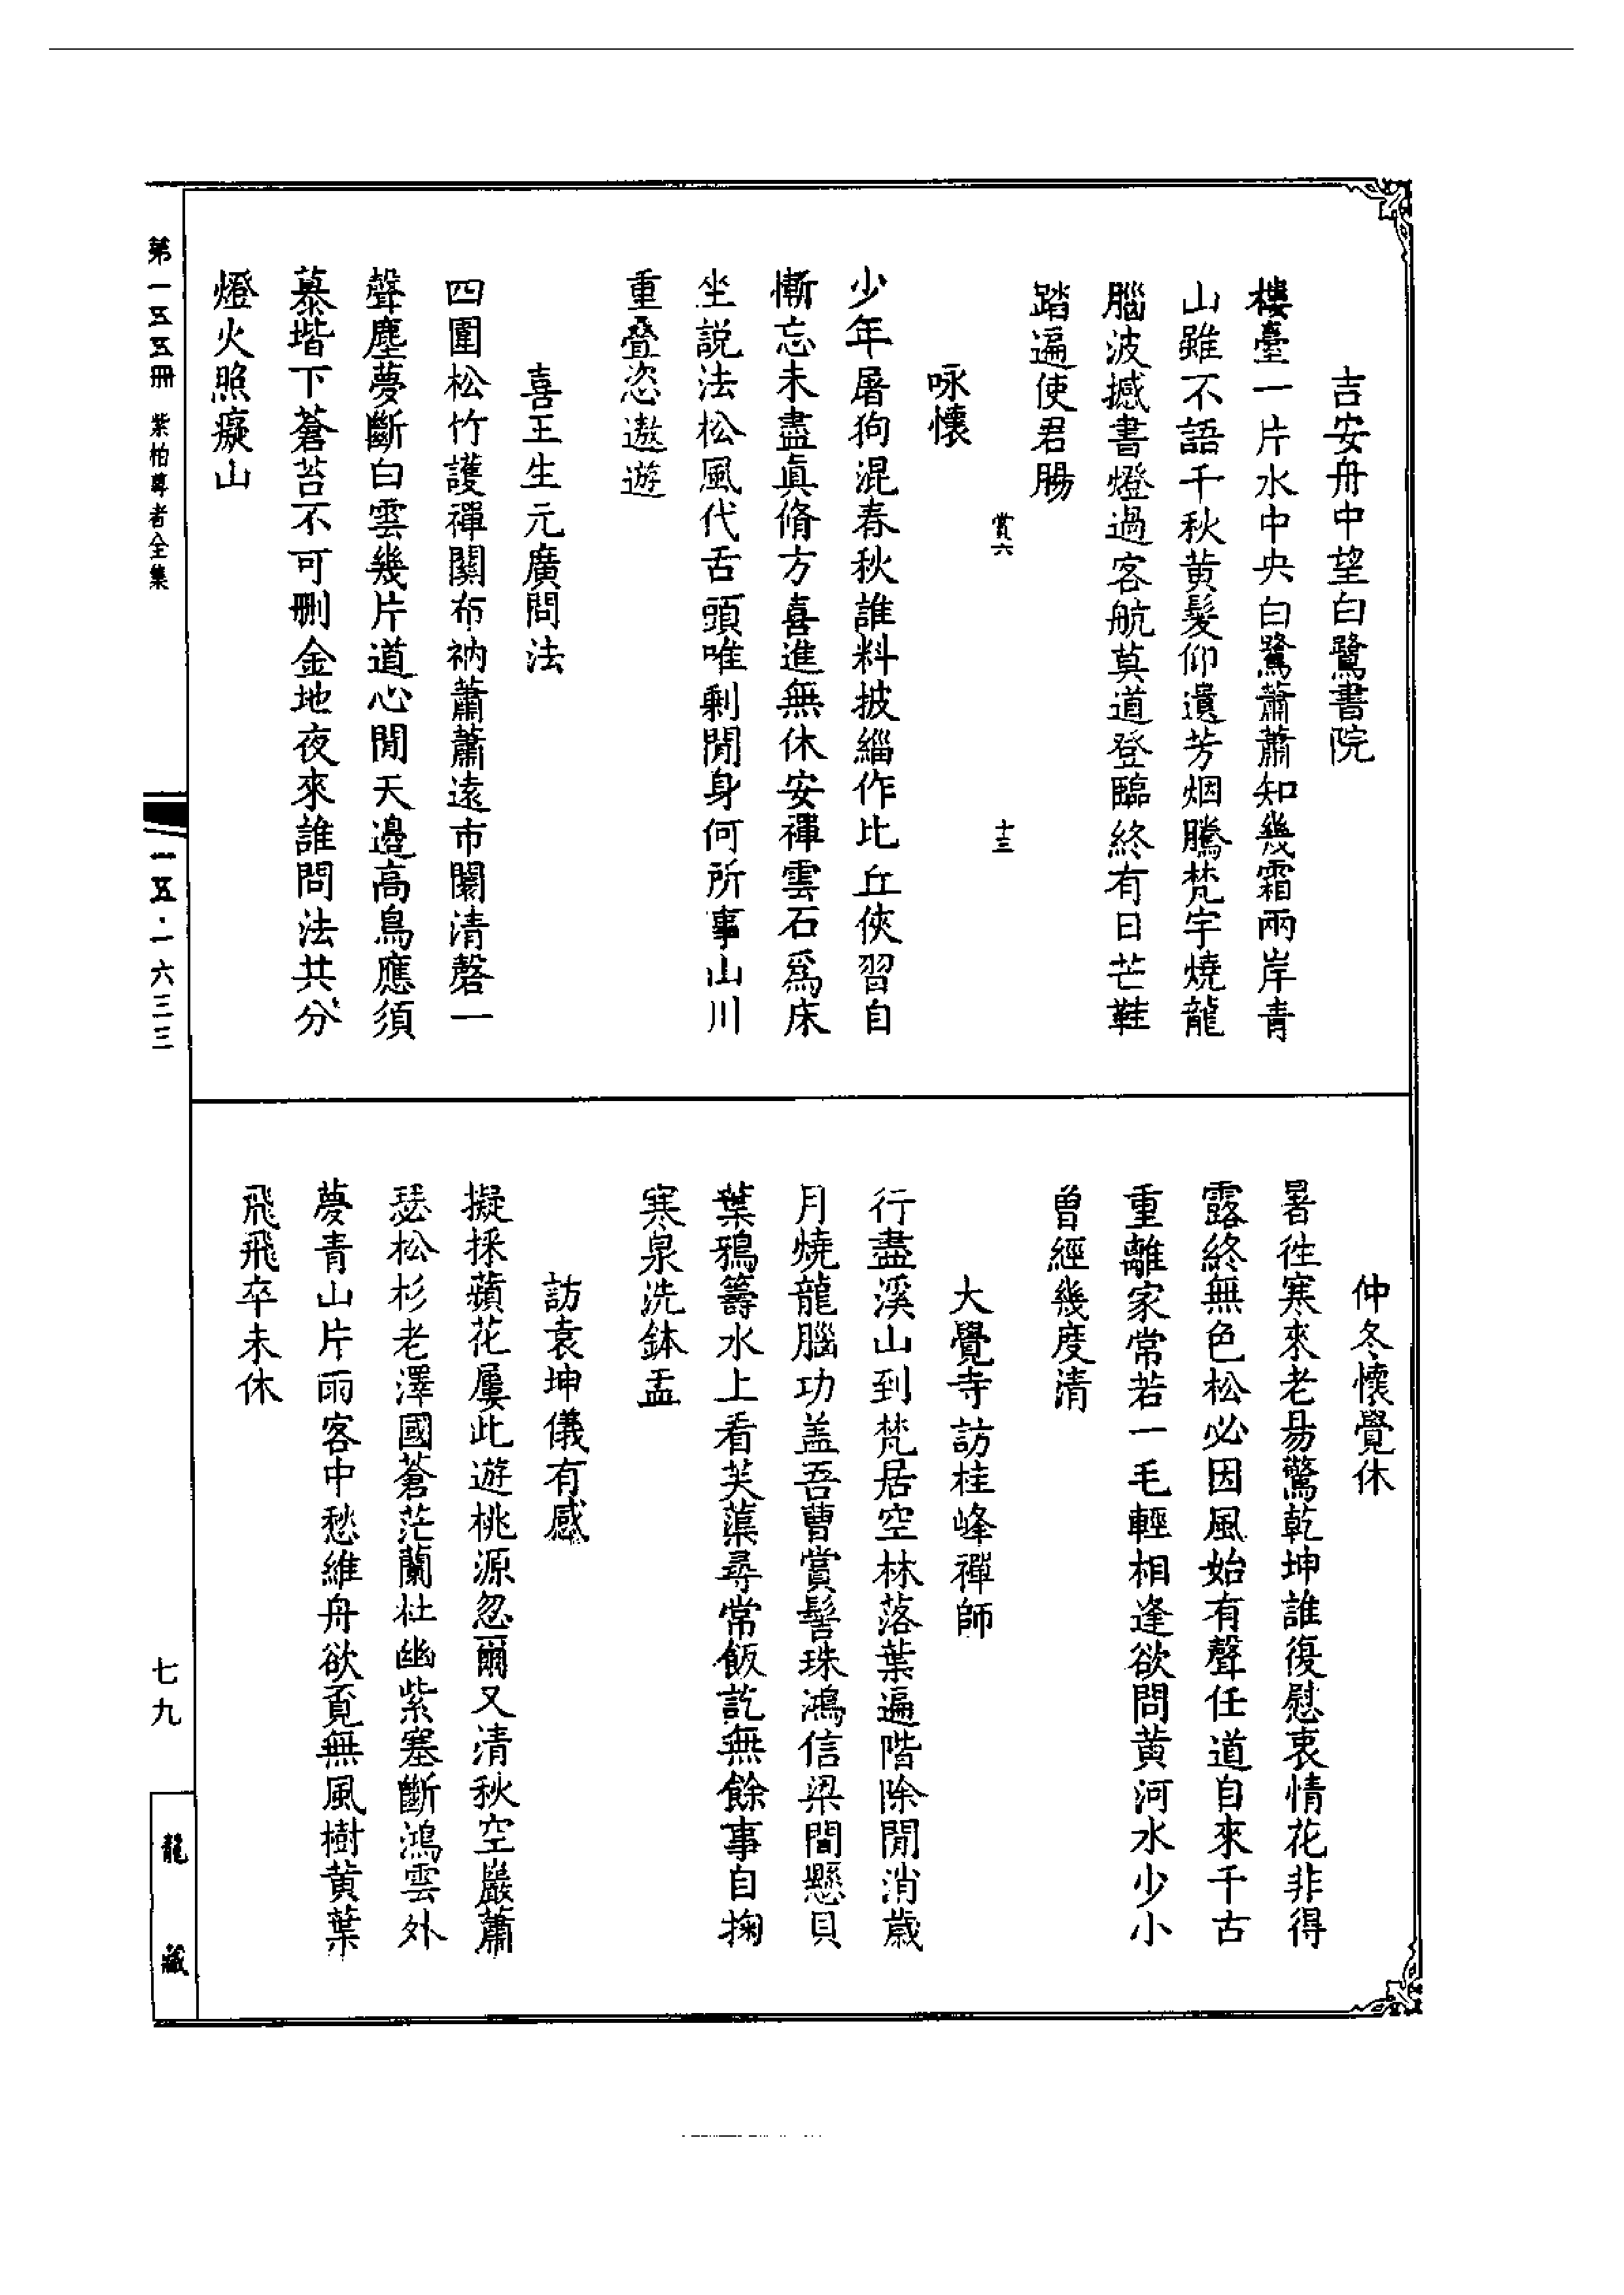 吉安舟中望白鷺書院
樓臺一片水中央白鷺蕭蕭知幾霜兩岸青
山雖不語千秋黃髮仰遺芳烟騰梵宇燒龍
腦波撼書燈過客航莫道登臨終有日芒鞋
踏遍使君腸
賞六
十三
咏懷
少年屠狗混春秋誰料披緇作比丘俠習自
慚忘未盡眞脩方喜進無休安禪雲石爲床
坐說法松風代舌頭唯剩閒身何所事山川
重疊恣遨遊
喜王生元廣問法
四圍松竹護禪關布衲蕭蕭遠市闤清磬一
聲塵夢斷白雲幾片道心閒天邊高鳥應須
慕堦下蒼苔不可刪金地夜來誰問法共分
燈火照癡山
仲冬懷覺休
暑徃寒來老易驚乾坤誰復慰衷情花非得
露終無色松必因風始有聲任道自來千古
重離家常若一毛輕相逢欲問黃河水少小
曾經幾度清
大覺寺訪桂峰禪師
行盡溪山到梵居空林落葉遍階除閒消歲
月燒龍腦功盖吾曹賞髻珠鴻信梁間懸貝
葉鴉籌水上看芙蕖尋常飯訖無餘事自掬
寒泉洗鉢盂
訪袁坤儀有感
擬採蘋花屢此遊桃源忽爾又清秋空巖蕭
瑟松杉老澤國蒼茫蘭杜幽紫塞斷鴻雲外
夢青山片雨客中愁維舟欲覓無風樹黃葉
飛飛卒未休
第一五五冊 紫柏尊者全集
一五·一六三三
七九
龍藏